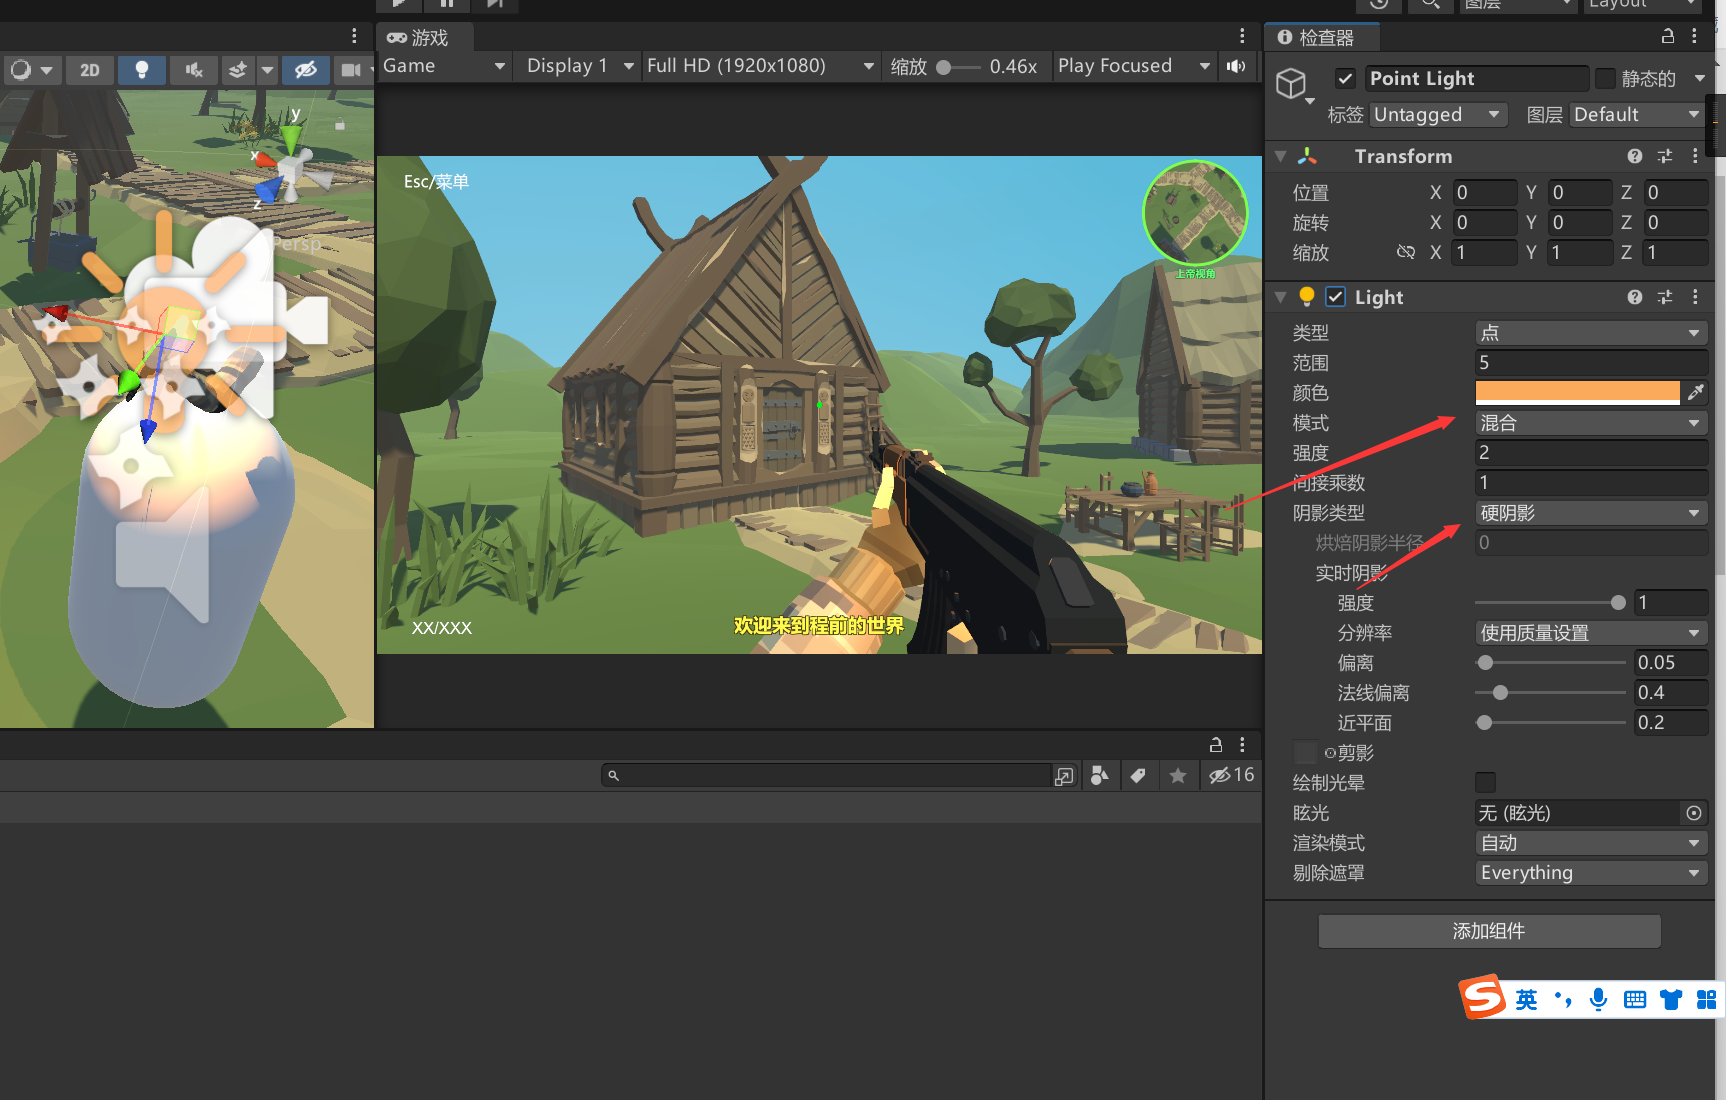 图层
Layout
游戏
Game
Display 1
Full HD (1920x1080)
缩放
0.46x
Play Focused
2D
y
x
z
Persp
Esc/菜单
上帝视角
XX/XXX
欢迎来到程前的世界
16
检查器
Point Light
静态的
标签
Untagged
图层
Default
Transform
位置
X
0
Y
0
Z
0
旋转
X
0
Y
0
Z
0
缩放
X
1
Y
1
Z
1
Light
类型
点
范围
5
颜色
模式
混合
强度
2
间接乘数
1
阴影类型
硬阴影
烘焙阴影半径
0
实时阴影
强度
1
分辨率
使用质量设置
偏离
0.05
法线偏离
0.4
近平面
0.2
剪影
绘制光晕
眩光
无 (眩光)
渲染模式
自动
剔除遮罩
Everything
添加组件
英